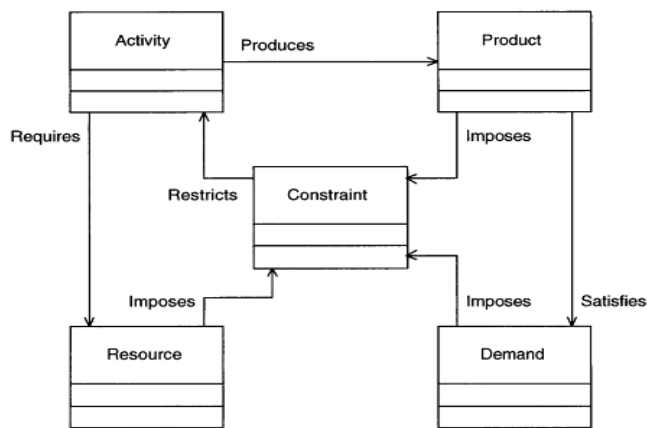 Activity
Produces
Product
Requires
Imposes
Restricts
Constraint
Imposes
Imposes
Satisfies
Resource
Demand